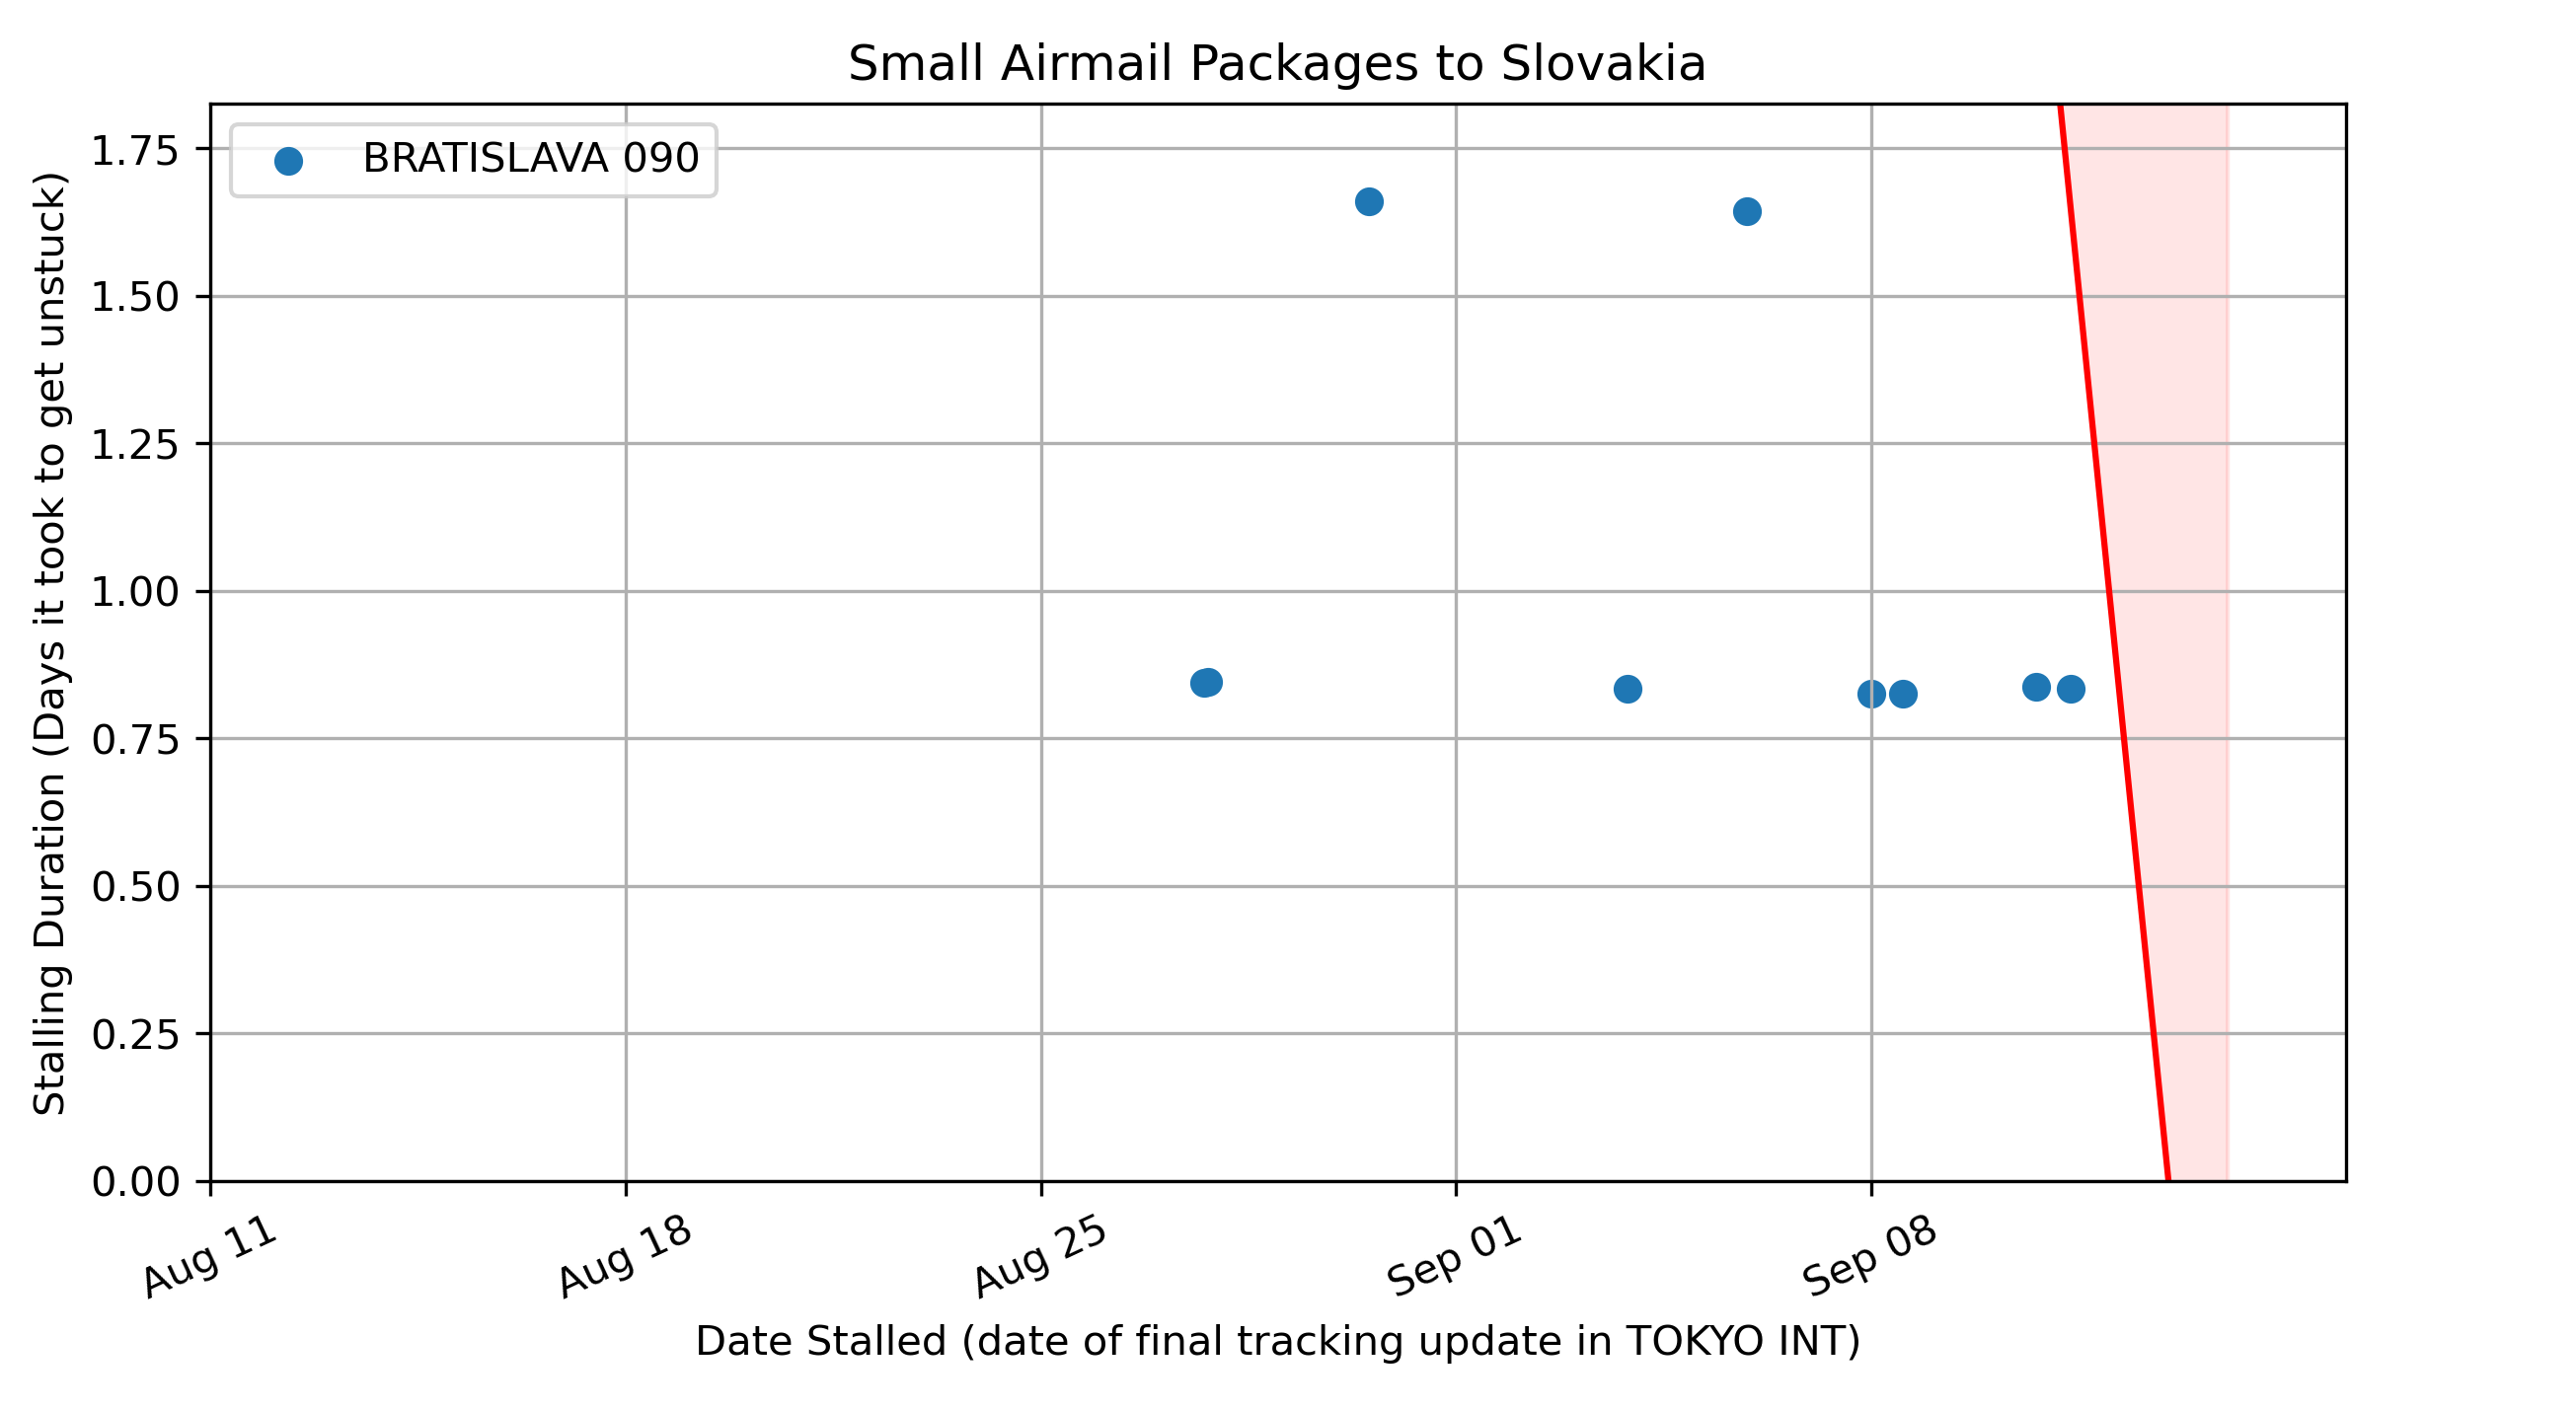 Small Airmail Packages to Slovakia
BRATISLAVA 090
Stalling Duration (Days it took to get unstuck)
1.75
1.50
1.25
1.00
0.75
0.50
0.25
0.00
Aug 11
Aug 18
Aug 25
Sep 01
Sep 08
Date Stalled (date of final tracking update in TOKYO INT)